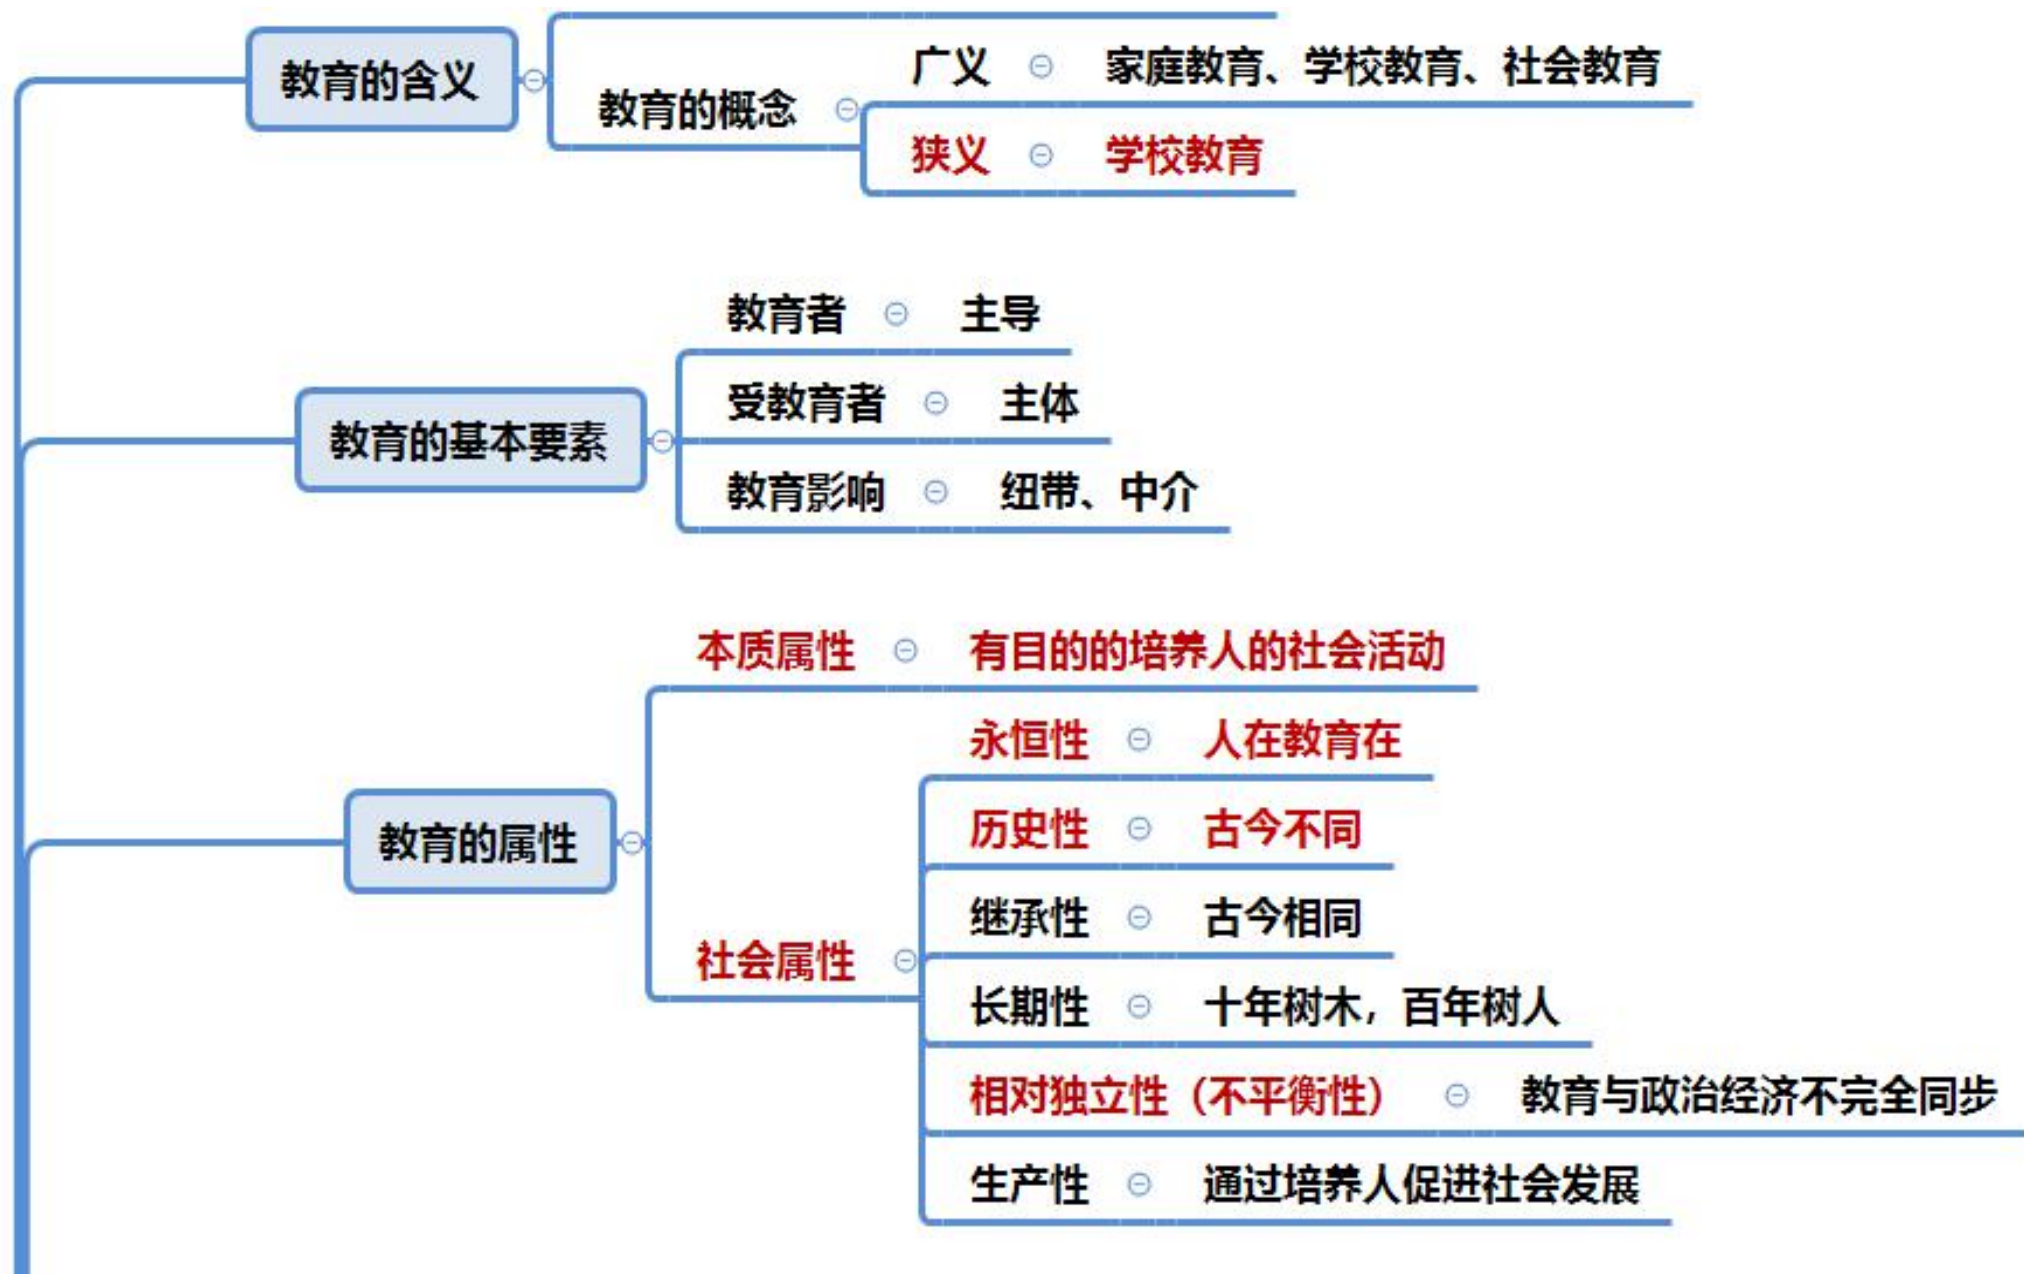 教育的含义
教育的概念
广义 家庭教育、学校教育、社会教育
狭义 学校教育
教育的基本要素
教育者 主导
受教育者 主体
教育影响 纽带、中介
教育的属性
本质属性 有目的的培养人的社会活动
社会属性
永恒性 人在教育在
历史性 古今不同
继承性 古今相同
长期性 十年树木，百年树人
相对独立性（不平衡性） 教育与政治经济不完全同步
生产性 通过培养人促进社会发展